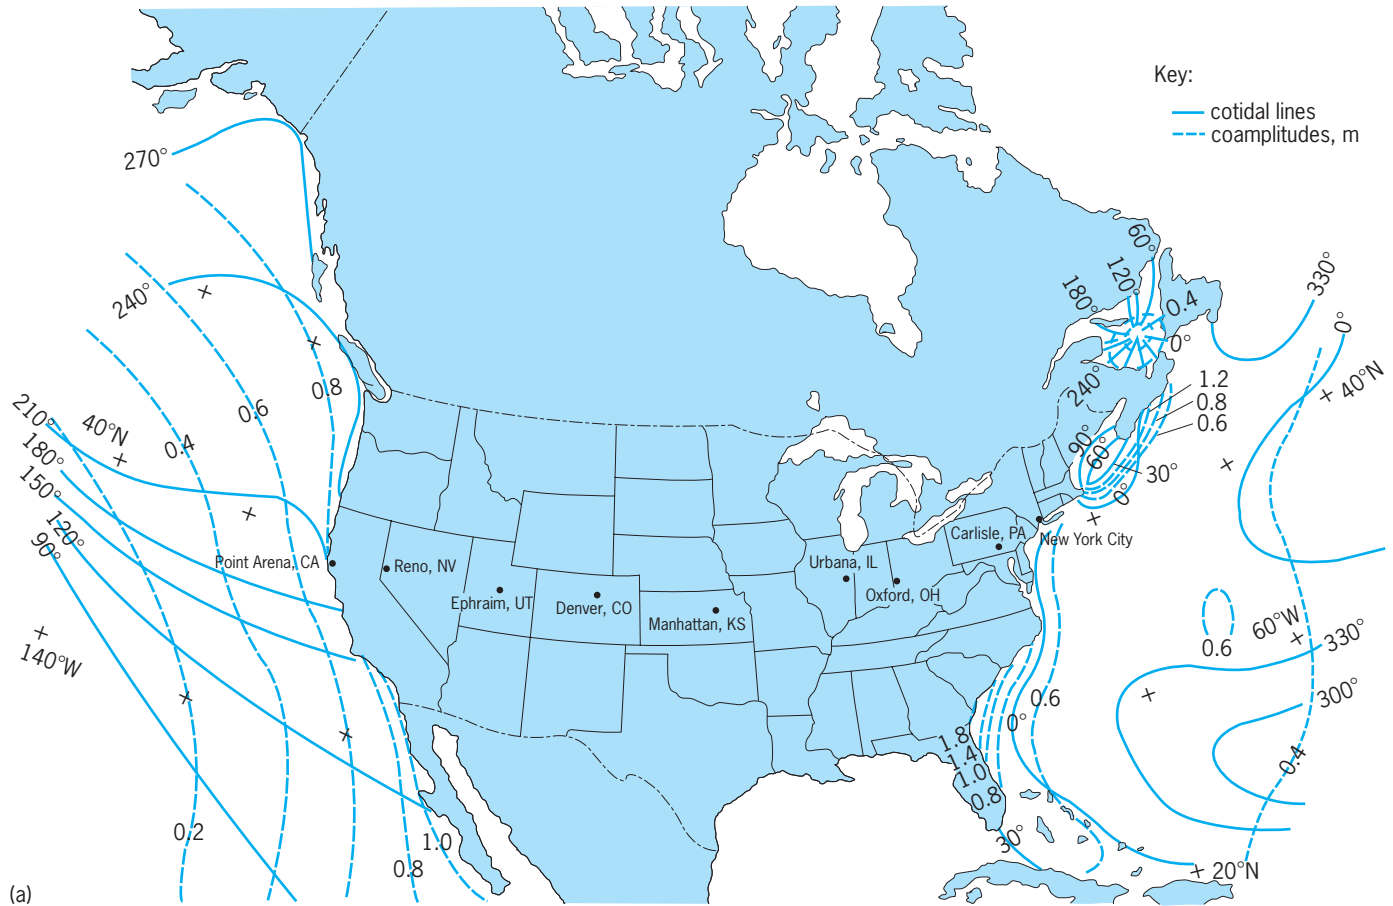 Key:
cotidal lines
coamplitudes, m
270°
240°
210°
180°
150°
120°
90°
40°N
140°W
0.4
0.6
0.8
0.2
0.8
1.0
Point Arena, CA
Reno, NV
Ephraim, UT
Denver, CO
Manhattan, KS
Urbana, IL
Oxford, OH
Carlisle, PA
New York City
60°
120°
180°
0.4
0°
240°
330°
0°
40°N
1.2
0.8
0.6
90°
60°
30°
0°
0.6
60°W
330°
300°
0.4
0.6
0°
1.8
1.4
1.0
0.8
30°
20°N
(a)